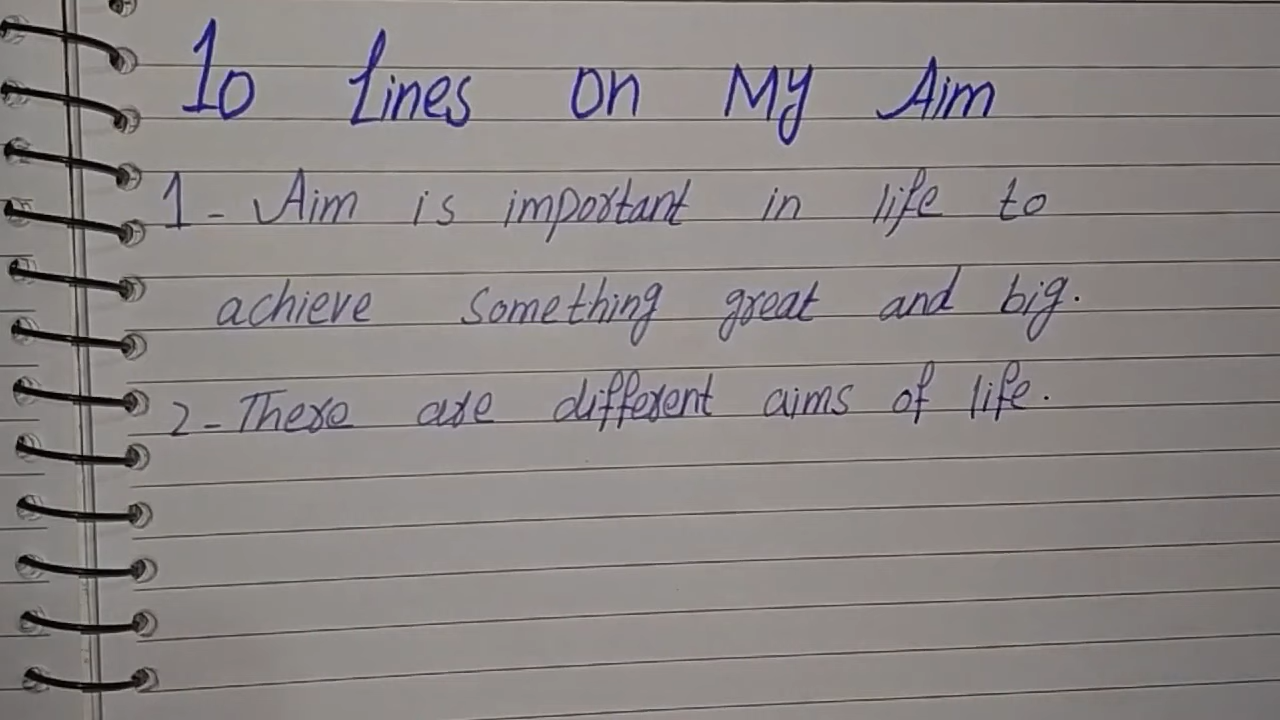 10 Lines on My Aim
1- Aim is important in life to
achieve something great and big.
2- There are different aims of life.